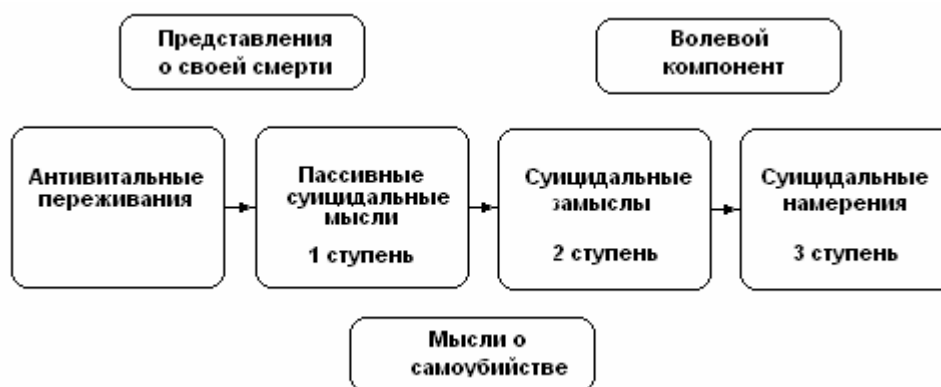 Представления
о своей смерти
Волевой
компонент
Антивитальные
переживания
Пассивные
суицидальные
мысли
1 ступень
Суицидальные
замыслы
2 ступень
Суицидальные
намерения
3 ступень
Мысли о
самоубийстве